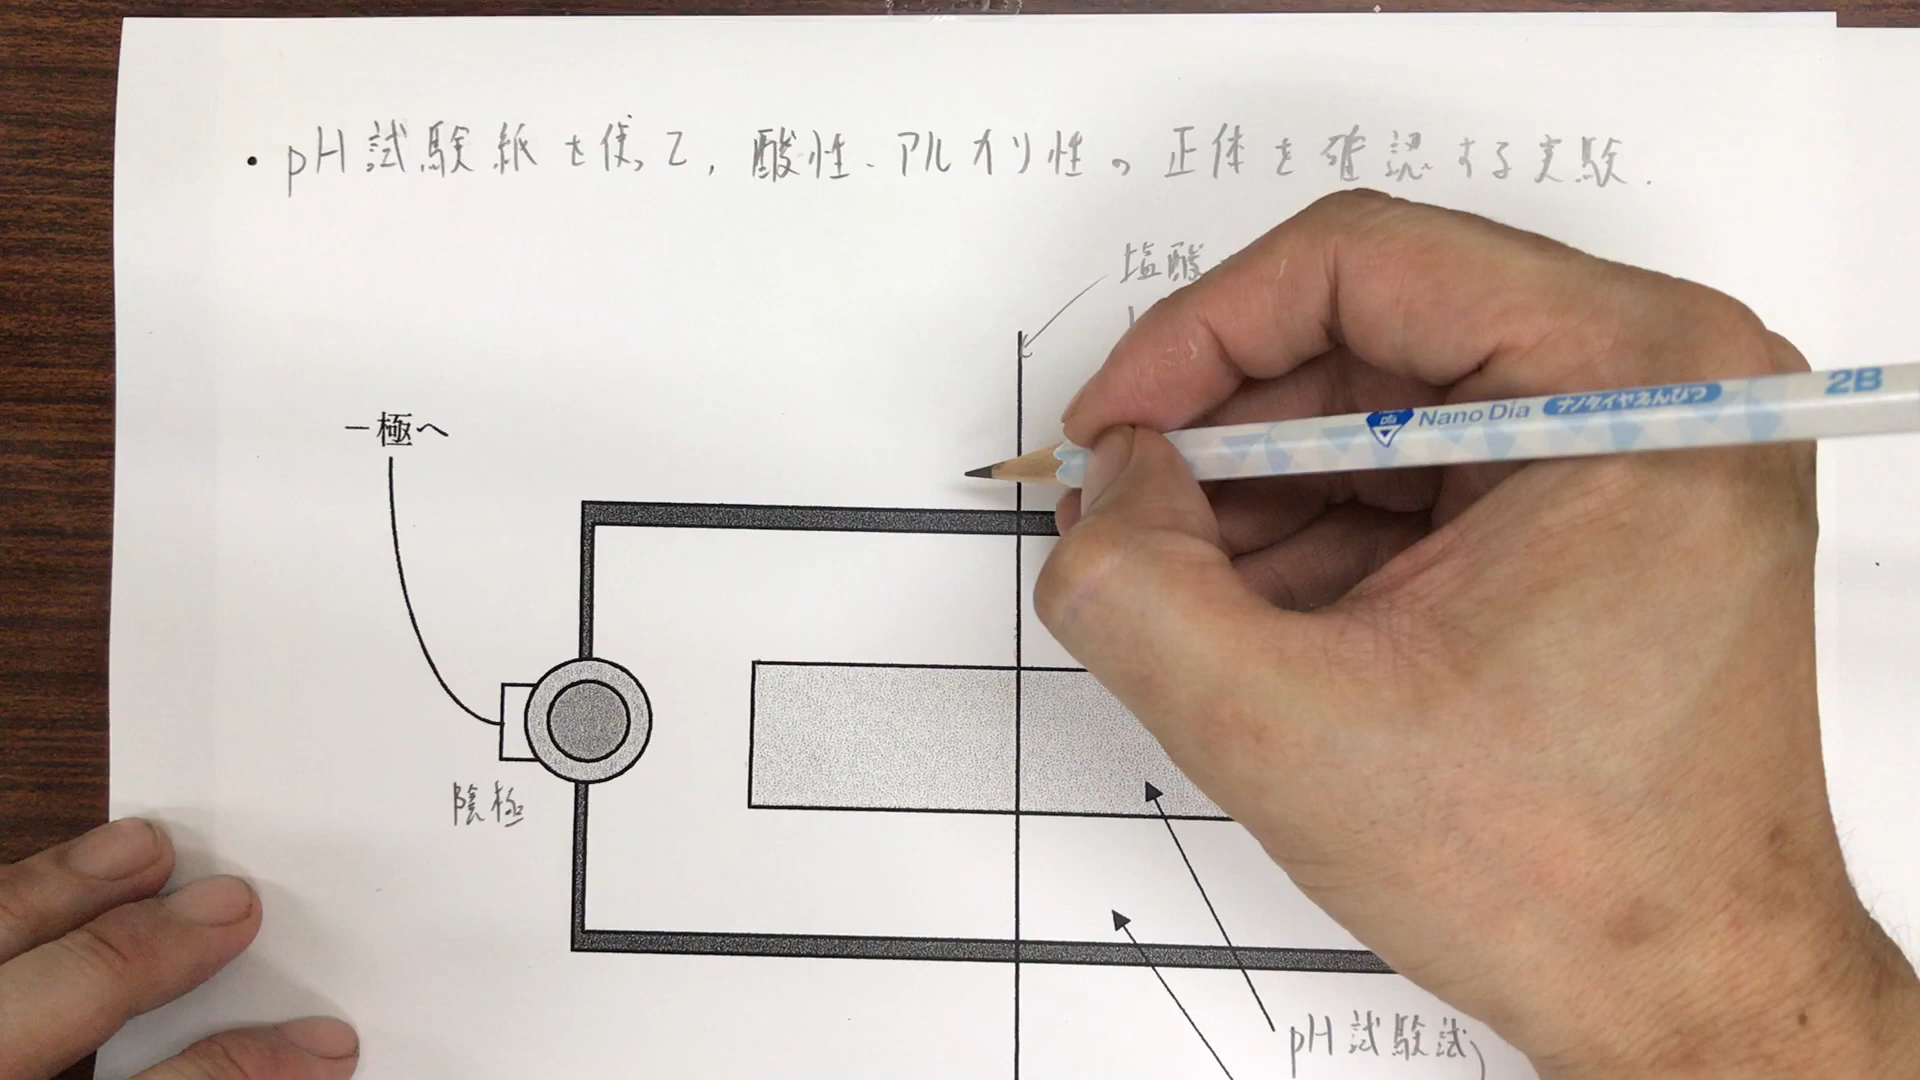 ・pH試験紙を使って,酸性・アルカリ性の正体を確認する実験.
塩酸
－極へ
2B
Nano Dia ナノダイヤえんぴつ
陰極
pH試験